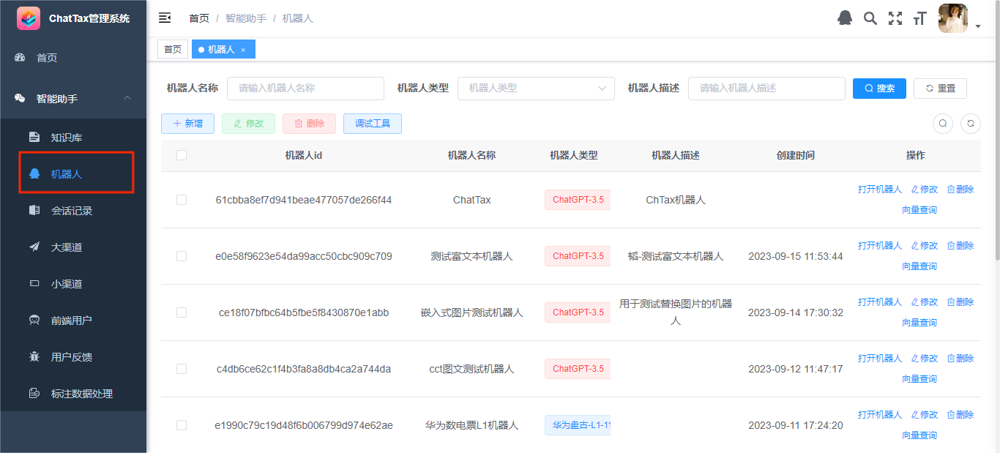 ChatTax管理系统
首页 / 智能助手 / 机器人
首页
智能助手
知识库
机器人
会话记录
大渠道
小渠道
前端用户
用户反馈
标注数据处理
首页 机器人 ×
机器人名称 请输入机器人名称 机器人类型 机器人类型 机器人描述 请输入机器人描述 搜索 重置
新增 修改 删除 调试工具
机器人id 机器人名称 机器人类型 机器人描述 创建时间 操作
61cbba8ef7d941beae477057de266f44 ChatTax ChatGPT-3.5 ChTax机器人 打开机器人 修改 删除
向量查询
e0e58f9623e54da99acc50cbc909c709 测试富文本机器人 ChatGPT-3.5 韬-测试富文本机器人 2023-09-15 11:53:44 打开机器人 修改 删除
向量查询
ce18f07bfbc64b5fbe5f8430870e1abb 嵌入式图片测试机器人 ChatGPT-3.5 用于测试替换图片的机器人 2023-09-14 17:30:32 打开机器人 修改 删除
向量查询
c4db6ce62c1f4b3fa8a8db4ca2a744da cct图文测试机器人 ChatGPT-3.5 2023-09-12 11:47:17 打开机器人 修改 删除
向量查询
e1990c79c19d48f6b006799d974e62ae 华为数电票L1机器人 华为盘古-L1-11 2023-09-11 17:24:20 打开机器人 修改 删除
向量查询